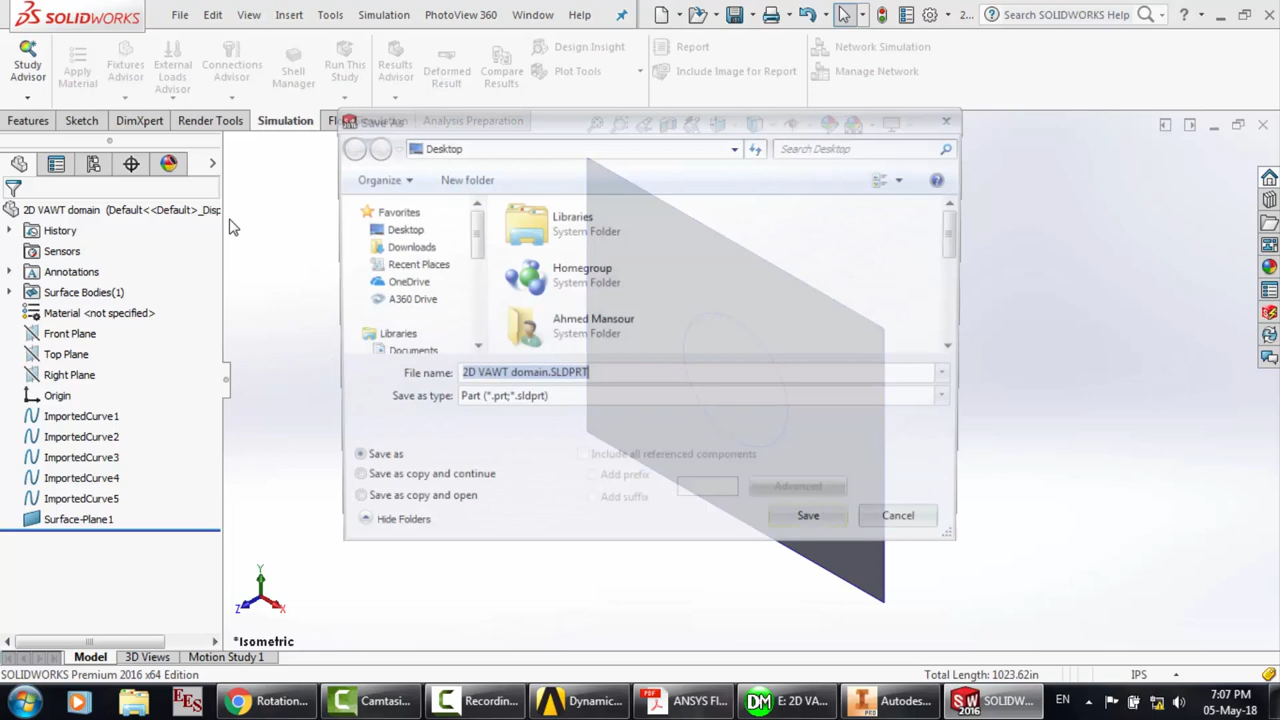 SOLIDWORKS
File
Edit
View
Insert
Tools
Simulation
PhotoView 360
Window
Help
2...
Search SOLIDWORKS Help
Study
Advisor
Apply
Material
Fixtures
Advisor
External
Loads
Advisor
Connections
Advisor
Shell
Manager
Run This
Study
Results
Advisor
Deformed
Result
Compare
Results
Design Insight
Plot Tools
Report
Include Image for Report
Network Simulation
Manage Network
Features
Sketch
DimXpert
Render Tools
Simulation
Analysis Preparation
Save As
Desktop
Search Desktop
Organize
New folder
Favorites
Desktop
Downloads
Recent Places
OneDrive
A360 Drive
Libraries
Documents
Libraries
System Folder
Homegroup
System Folder
Ahmed Mansour
System Folder
File name:
2D VAWT domain.SLDPRT
Save as type:
Part (*.prt;*.sldprt)
Save as
Save as copy and continue
Save as copy and open
Include all referenced components
Add prefix
Add suffix
Advanced
Hide Folders
Save
Cancel
2D VAWT domain (Default<<Default>_Disp
History
Sensors
Annotations
Surface Bodies(1)
Material <not specified>
Front Plane
Top Plane
Right Plane
Origin
ImportedCurve1
ImportedCurve2
ImportedCurve3
ImportedCurve4
ImportedCurve5
Surface-Plane1
Y
Z
X
*Isometric
Model
3D Views
Motion Study 1
SOLIDWORKS Premium 2016 x64 Edition
Total Length: 1023.62in
IPS
EES
Rotation...
Camtasi...
Recordin...
Dynamic...
ANSYS Fl...
DM
E: 2D VA...
Autodes...
SW
2016
SOLIDW...
EN
7:07 PM
05-May-18